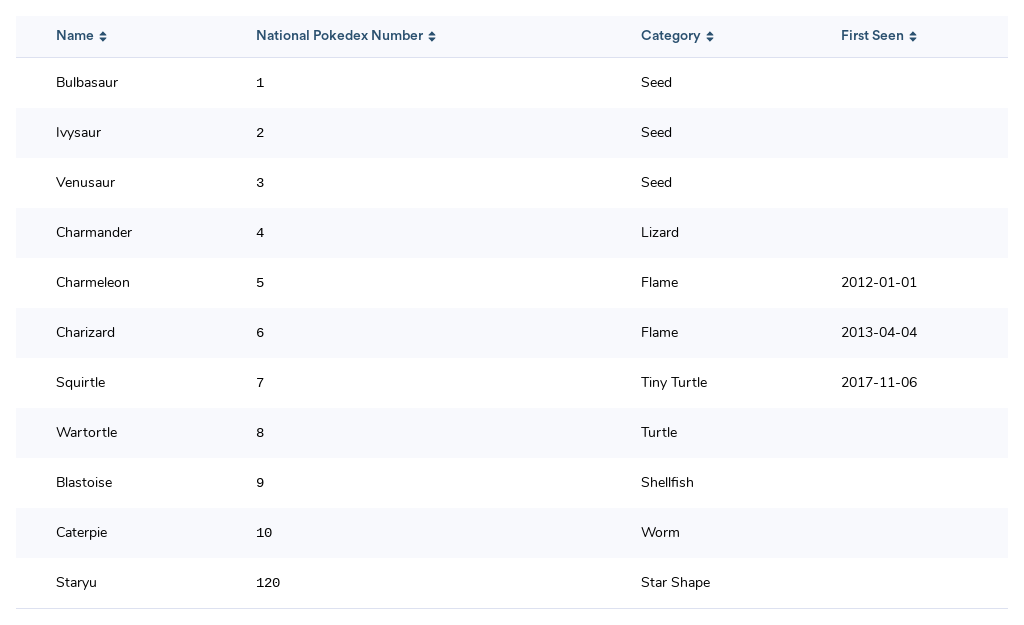 Name National Pokedex Number Category First Seen
Bulbasaur 1 Seed
Ivysaur 2 Seed
Venusaur 3 Seed
Charmander 4 Lizard
Charmeleon 5 Flame 2012-01-01
Charizard 6 Flame 2013-04-04
Squirtle 7 Tiny Turtle 2017-11-06
Wartortle 8 Turtle
Blastoise 9 Shellfish
Caterpie 10 Worm
Staryu 120 Star Shape